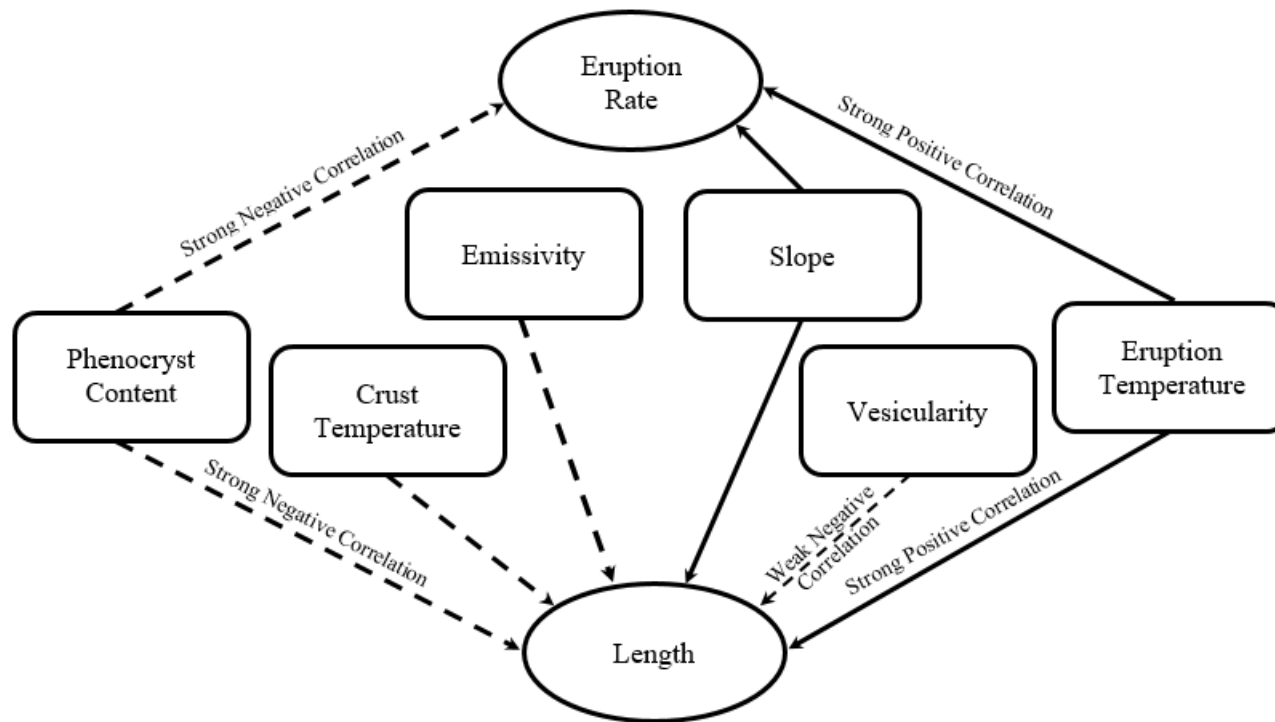 Eruption
Rate
Strong Positive Correlation
Strong Negative Correlation
Emissivity
Slope
Phenocryst
Content
Crust
Temperature
Vesicularity
Eruption
Temperature
Strong Negative Correlation
Weak Negative
Correlation
Strong Positive Correlation
Length